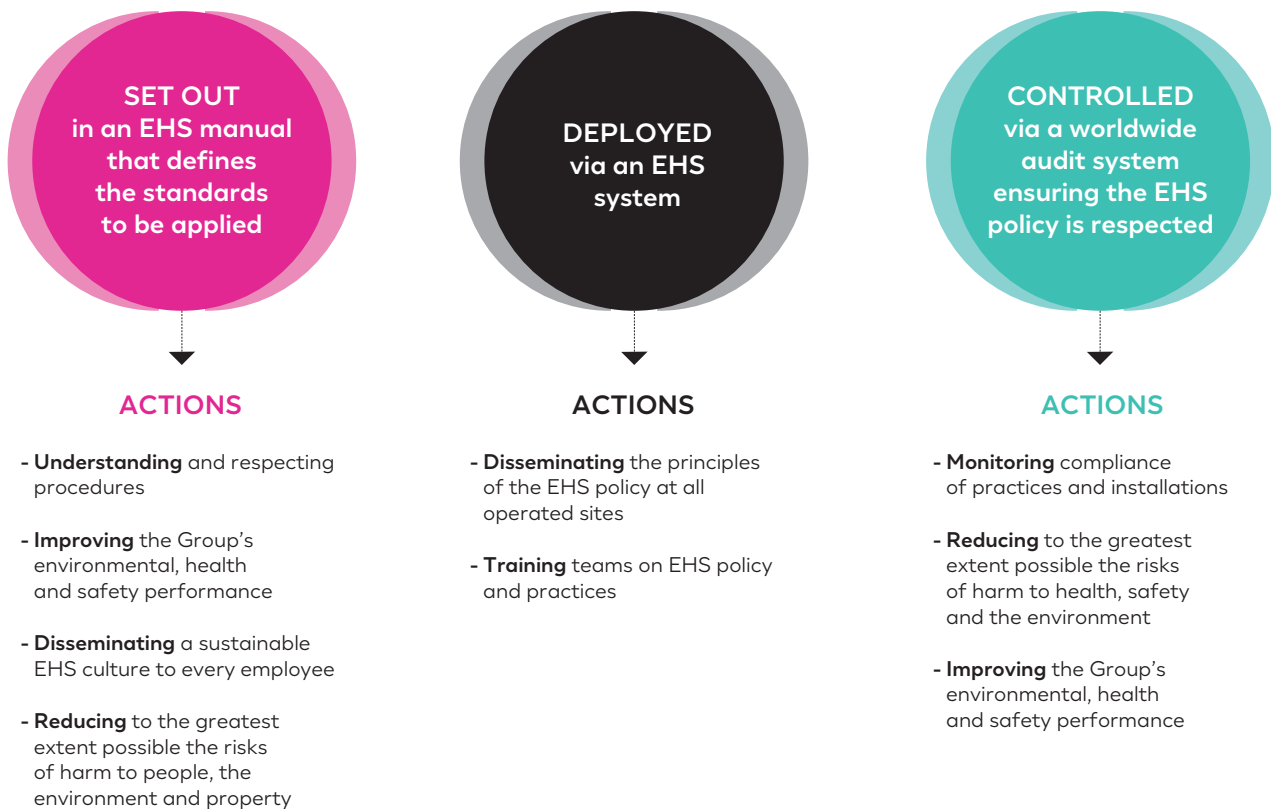 SET OUT
in an EHS manual
that defines
the standards
to be applied
ACTIONS
- Understanding and respecting
procedures
- Improving the Group’s
environmental, health
and safety performance
- Disseminating a sustainable
EHS culture to every employee
- Reducing to the greatest
extent possible the risks
of harm to people, the
environment and property
DEPLOYED
via an EHS
system
ACTIONS
- Disseminating the principles
of the EHS policy at all
operated sites
- Training teams on EHS policy
and practices
CONTROLLED
via a worldwide
audit system
ensuring the EHS
policy is respected
ACTIONS
- Monitoring compliance
of practices and installations
- Reducing to the greatest
extent possible the risks
of harm to health, safety
and the environment
- Improving the Group’s
environmental, health
and safety performance